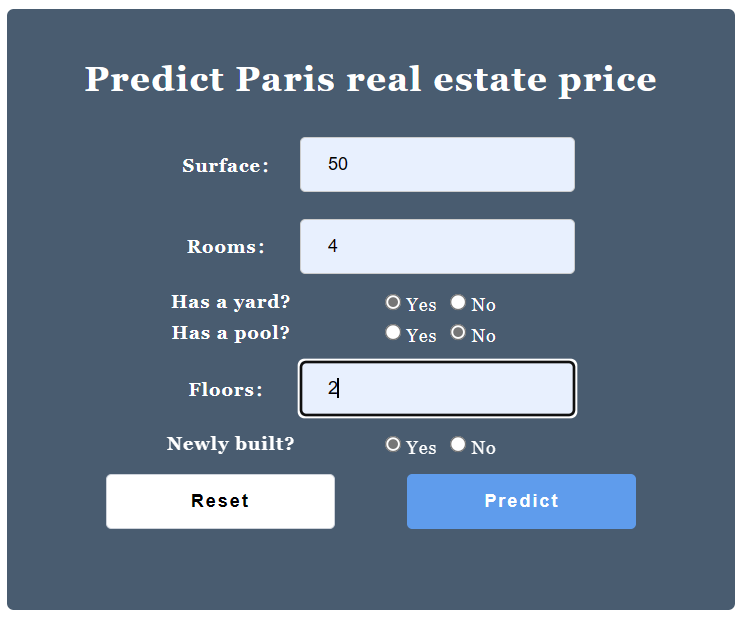 Predict Paris real estate price
Surface: 50
Rooms: 4
Has a yard? Yes No
Has a pool? Yes No
Floors: 2
Newly built? Yes No
Reset Predict